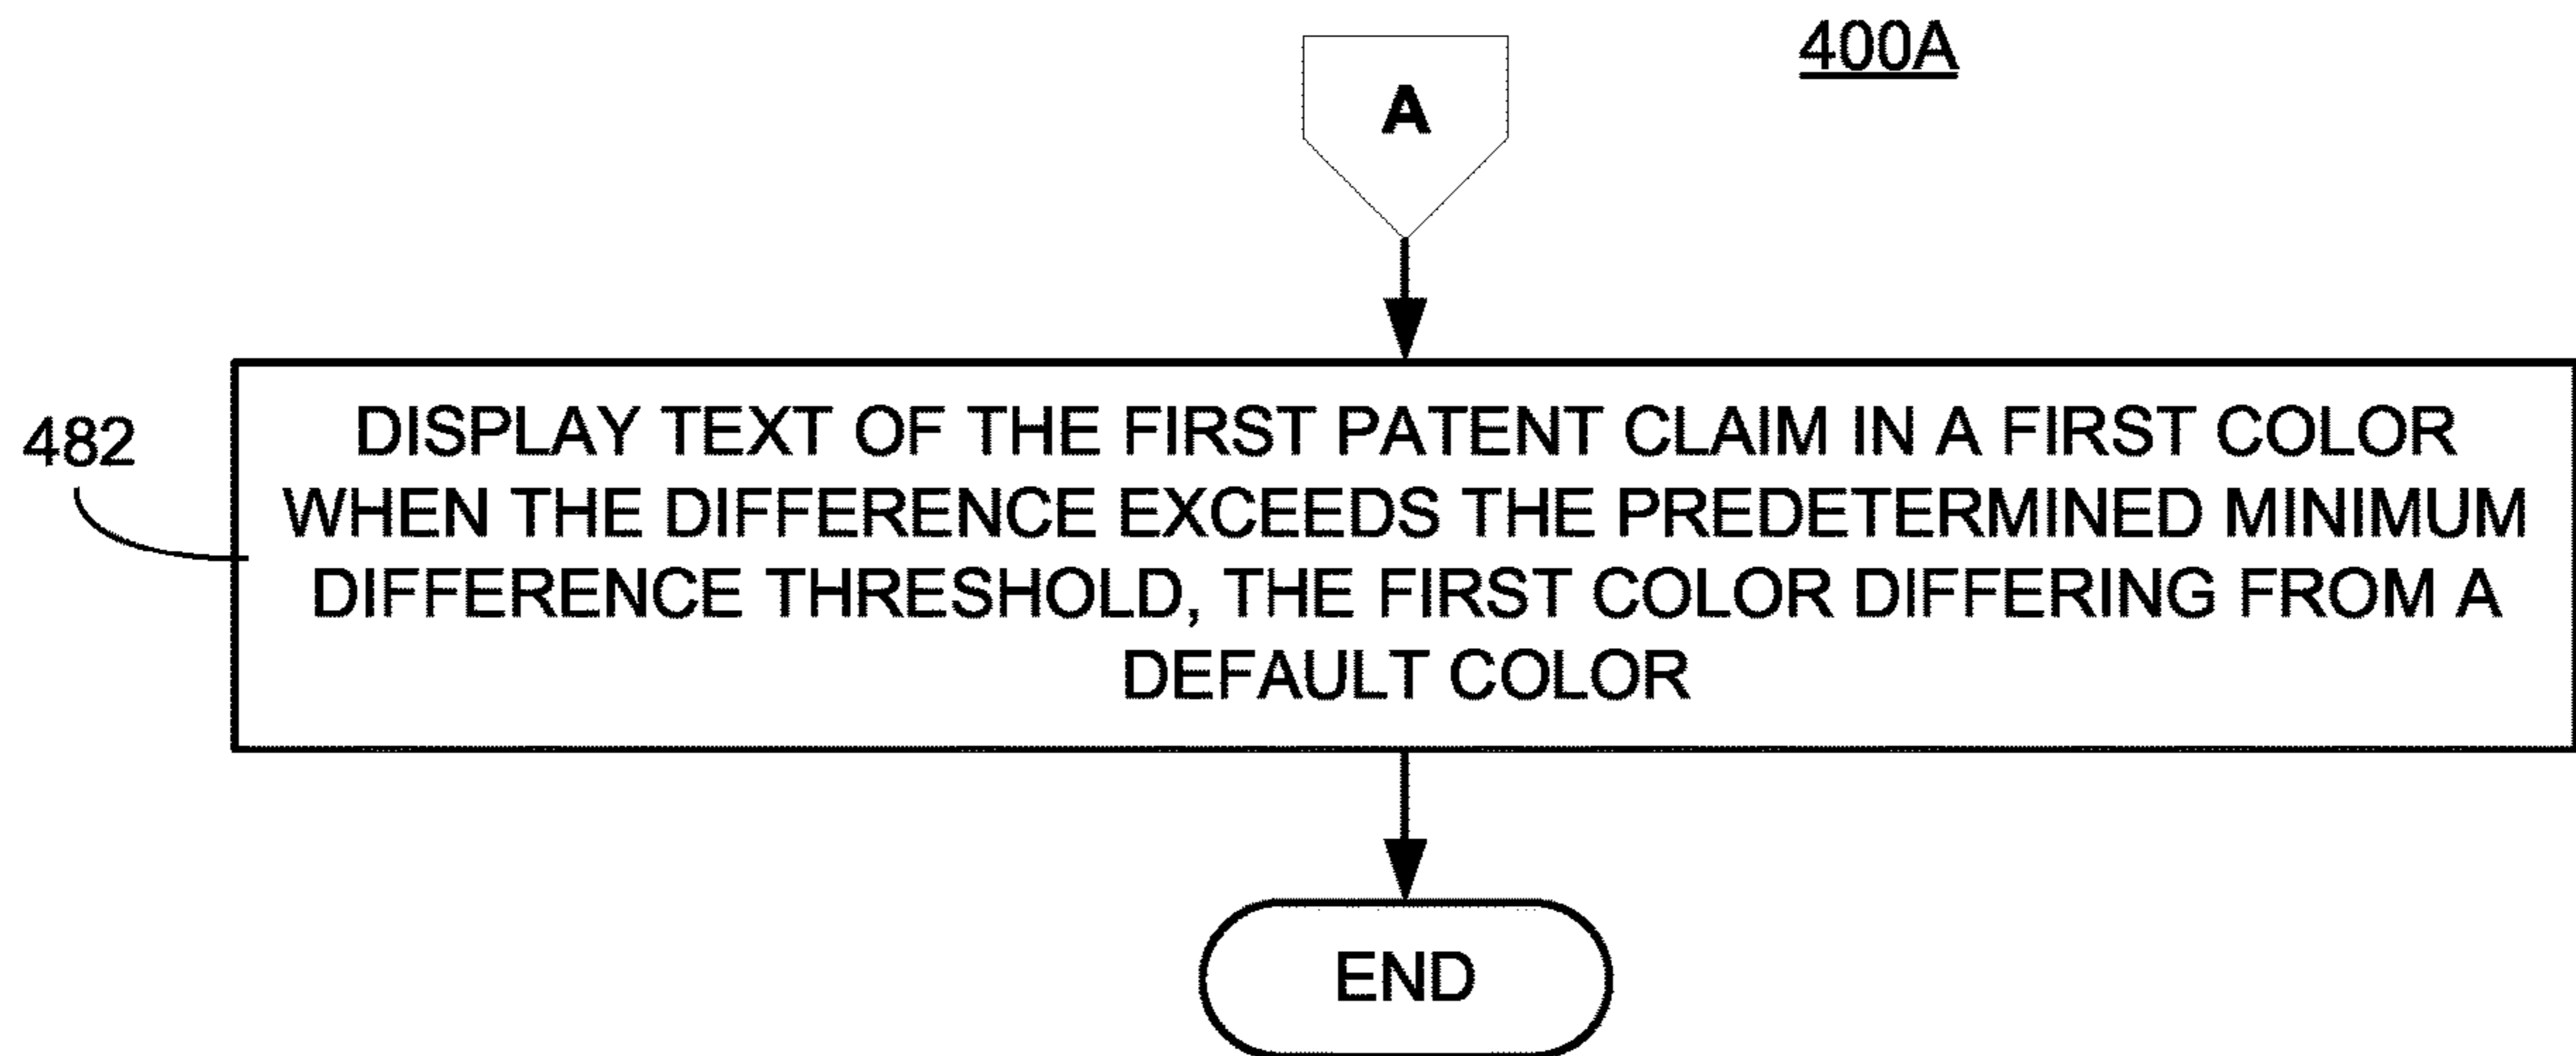 400A
A
482
DISPLAY TEXT OF THE FIRST PATENT CLAIM IN A FIRST COLOR
WHEN THE DIFFERENCE EXCEEDS THE PREDETERMINED MINIMUM
DIFFERENCE THRESHOLD, THE FIRST COLOR DIFFERING FROM A
DEFAULT COLOR
END